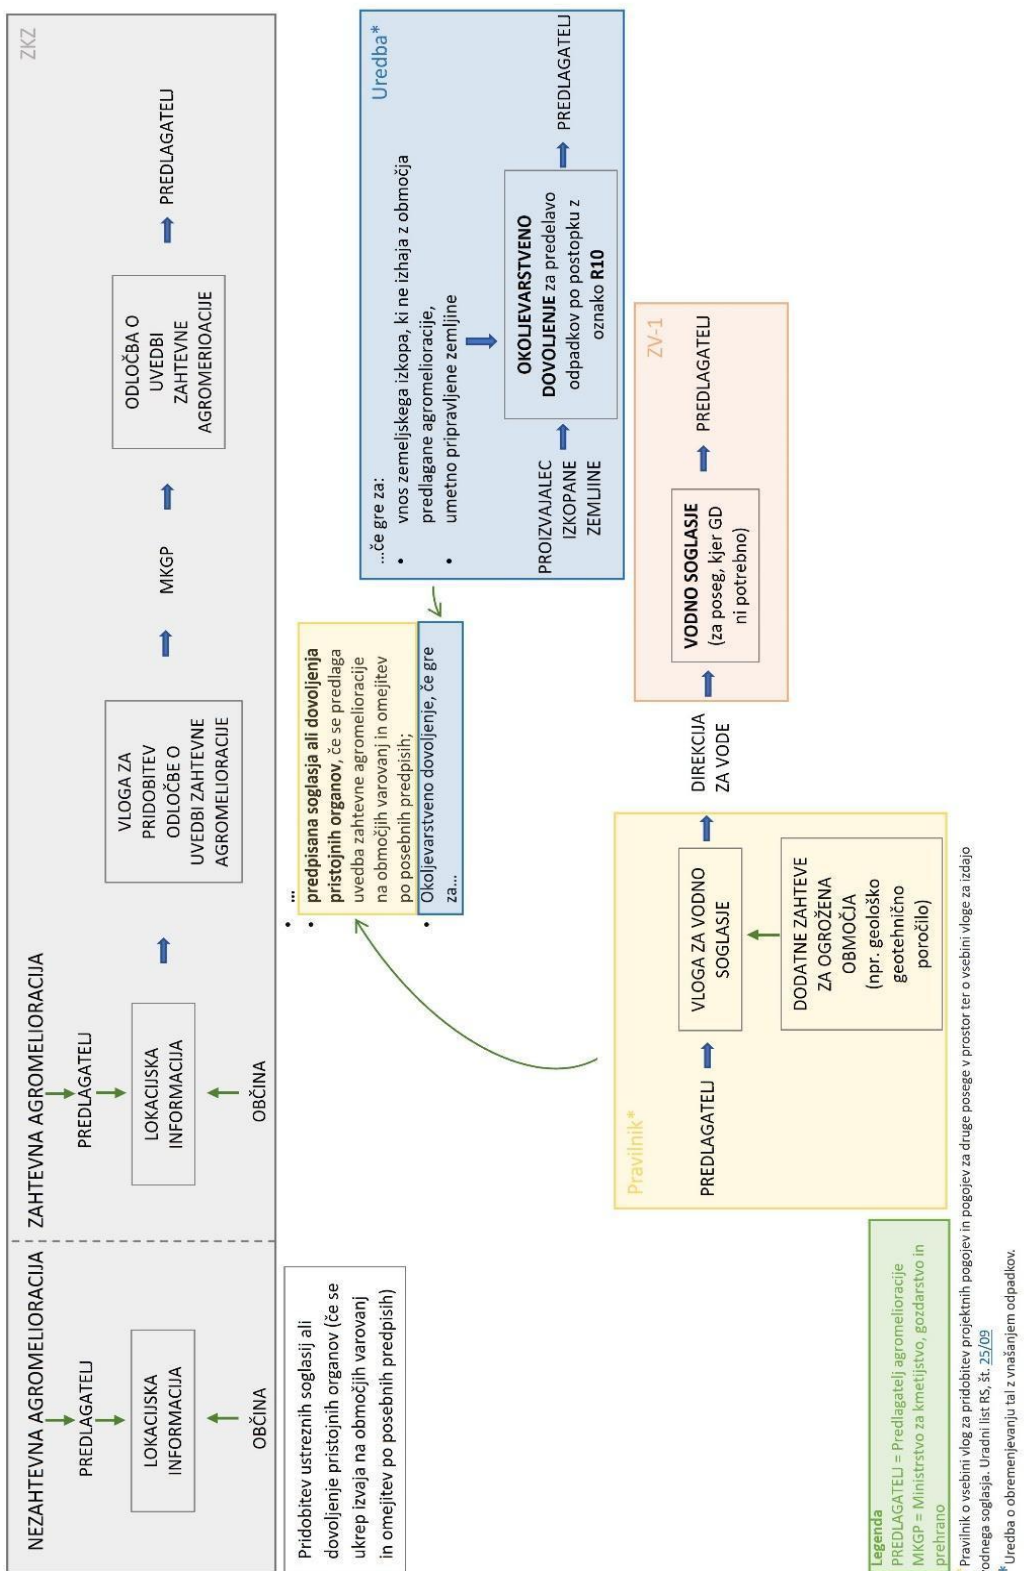 ZKZ
NEZAHTEVNA AGROMELIORACIJA
PREDLAGATELJ
LOKACIJSKA
INFORMACIJA
OBČINA
ZAHTEVNA AGROMELIORACIJA
PREDLAGATELJ
LOKACIJSKA
INFORMACIJA
OBČINA
VLOGA ZA
PRIDOBITEV
ODLOČBE O
UVEDBI ZAHTEVNE
AGROMELIORACIJE
MKGP
ODLOČBA O
UVEDBI
ZAHTEVNE
AGROMERIOACIJE
PREDLAGATELJ
Pridobitev ustreznih soglasij ali
dovoljenje pristojnih organov (če se
ukrep izvaja na območjih varovanj
in omejitev po posebnih predpisih)
• ...
• predpisana soglasja ali dovoljenja
pristojnih organov, če se predlaga
uvedba zahtevne agromelioracije
na območjih varovanj in omejitev
po posebnih predpisih;
• Okoljevarstveno dovoljenje, če gre
za...
Uredba*
...če gre za:
• vnos zemeljskega izkopa, ki ne izhaja z območja
predlagane agromelioracije,
• umetno pripravljene zemljine
PROIZVAJALEC
IZKOPANE
ZEMLJINE
OKOLJEVARSTVENO
DOVOLJENJE za predelavo
odpadkov po postopku z
oznako R10
PREDLAGATELJ
Pravilnik*
PREDLAGATELJ
VLOGA ZA VODNO
SOGLASJE
DODATNE ZAHTEVE
ZA OGROŽENA
OBMOČJA
(npr. geološko
geotehnično
poročilo)
DIREKCIJA
ZA VODE
ZV-1
VODNO SOGLASJE
(za poseg, kjer GD
ni potrebno)
PREDLAGATELJ
Legenda
PREDLAGATELJ = Predlagatelj agromelioracije
MKGP = Ministrstvo za kmetijstvo, gozdarstvo in
prehrano
*Pravilnik o vsebini vlog za pridobitev projektnih pogojev in pogojev za druge posege v prostor ter o vsebini vloge za izdajo
odnega soglasja. Uradni list RS, št. 25/09
*Uredba o obremenjevanju tal z vnašanjem odpadkov.